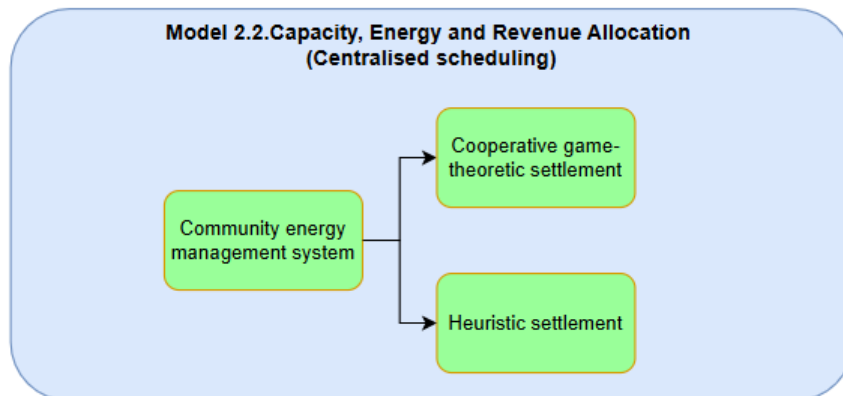 Model 2.2.Capacity, Energy and Revenue Allocation
(Centralised scheduling)
Cooperative game-
theoretic settlement
Community energy
management system
Heuristic settlement